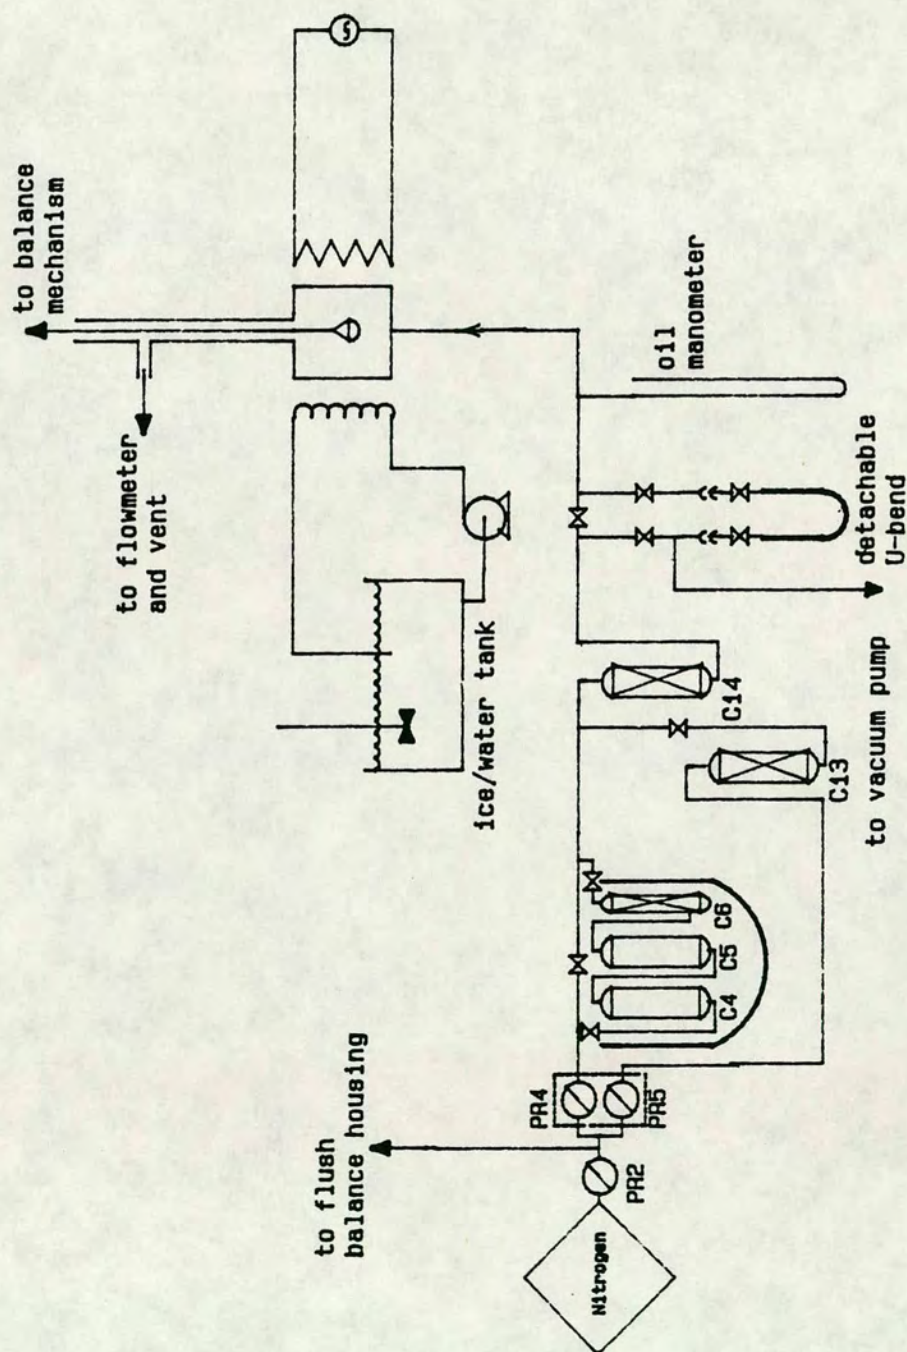 to balance
mechanism
S
to flowmeter
and vent
ice/water tank
oil
manometer
detachable
U-bend
to vacuum pump
C14
C13
C6
C5
C4
PR4
PR5
to flush
balance housing
PR2
Nitrogen